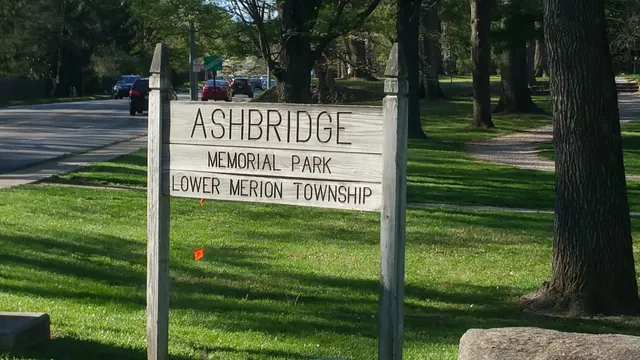 ASHBRIDGE
MEMORIAL PARK
LOWER MERION TOWNSHIP